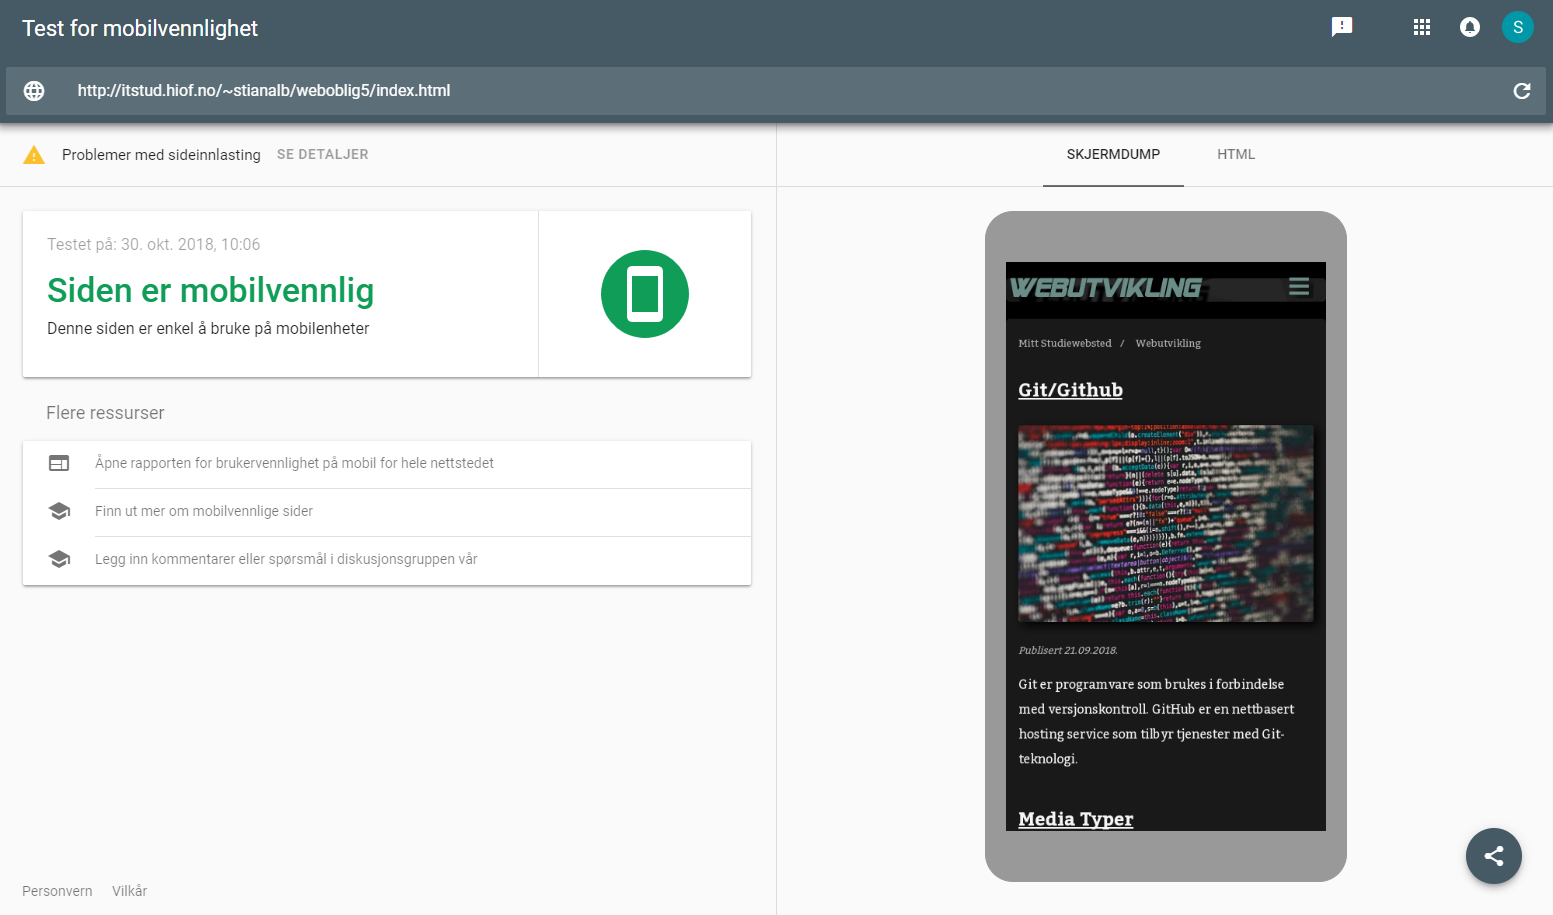 Test for mobilvennlighet
S
http://itstud.hiof.no/~stianalb/weboblig5/index.html
Problemer med sideinnlasting SE DETALJER
SKJERMDUMP HTML
Testet på: 30. okt. 2018, 10:06
Siden er mobilvennlig
Denne siden er enkel å bruke på mobilenheter
Flere ressurser
Åpne rapporten for brukervennlighet på mobil for hele nettstedet
Finn ut mer om mobilvennlige sider
Legg inn kommentarer eller spørsmål i diskusjonsgruppen vår
Personvern Vilkår
WEBUTVIKLING
Mitt Studiewebsted / Webutvikling
Git/Github
Publisert 21.09.2018.
Git er programvare som brukes i forbindelse
med versjonskontroll. GitHub er en nettbasert
hosting service som tilbyr tjenester med Git-
teknologi.
Media Typer